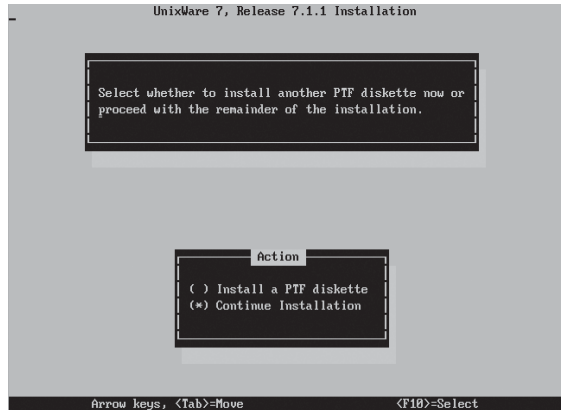 UnixWare 7, Release 7.1.1 Installation
Select whether to install another PTF diskette now or
proceed with the remainder of the installation.
Action
( ) Install a PTF diskette
(*) Continue Installation
Arrow keys, <Tab>=Move <F10>=Select